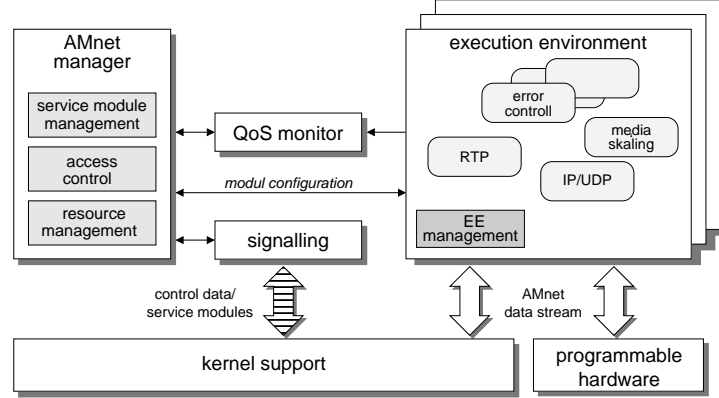 AMnet
manager
service module
management
access
control
resource
management
QoS monitor
modul configuration
signalling
execution environment
error
controll
media
skaling
RTP
IP/UDP
EE
management
control data/
service modules
AMnet
data stream
kernel support
programmable
hardware